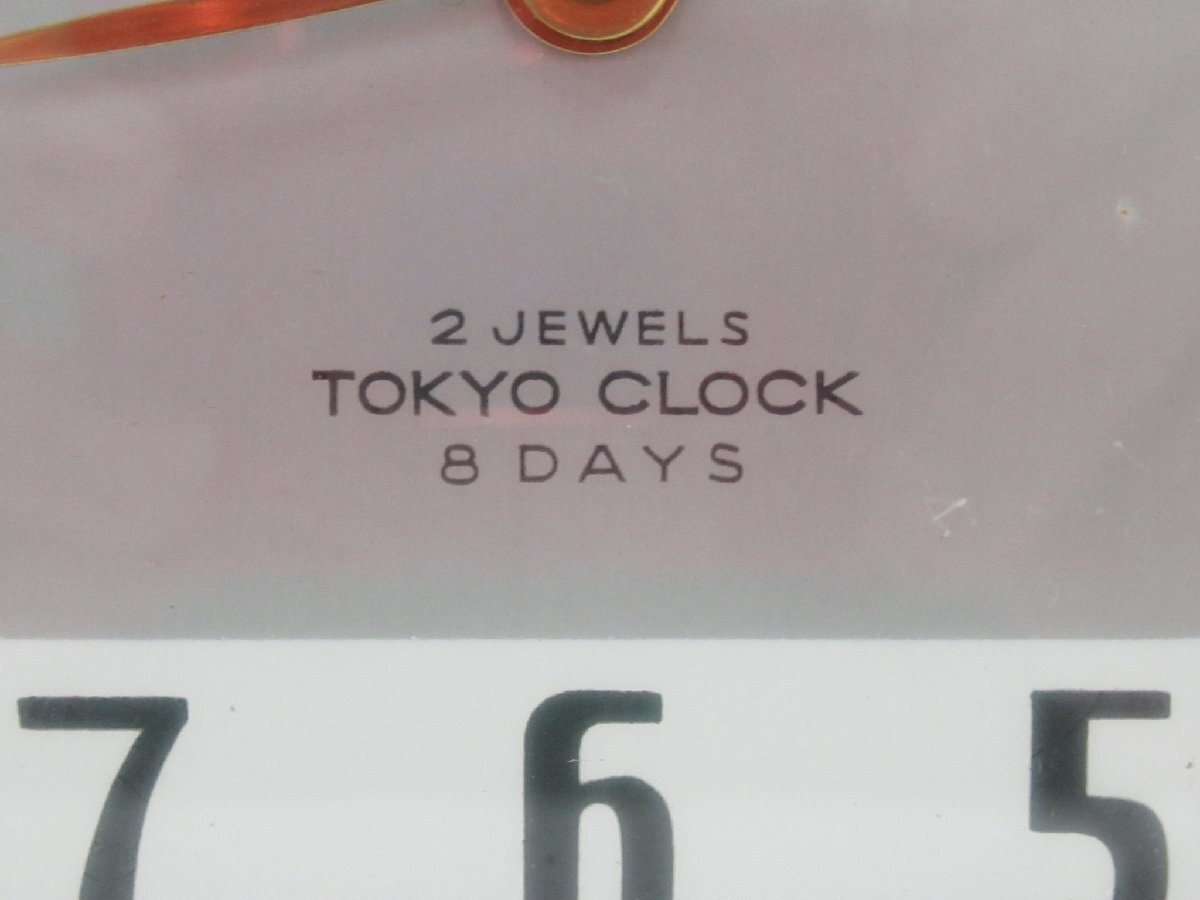 2 JEWELS
TOKYO CLOCK
8 DAYS
7 6 5